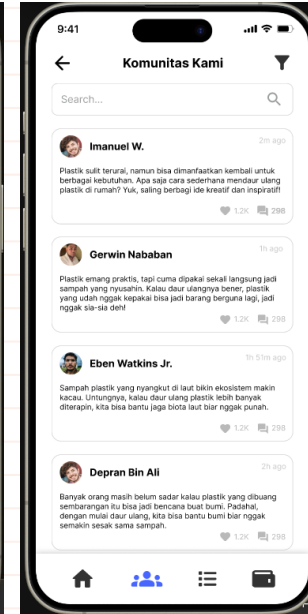 9:41
Komunitas Kami
Search...
Imanuel W.
2m ago
Plastik sulit terurai, namun bisa dimanfaatkan kembali untuk
berbagai kebutuhan. Apa saja cara sederhana mendaur ulang
plastik di rumah? Yuk, saling berbagi ide kreatif dan inspiratif!
1.2K 298
Gerwin Nababan
1h ago
Plastik emang praktis, tapi cuma dipakai sekali langsung jadi
sampah yang nyusahin. Kalau daur ulangnya bener, plastik
yang udah nggak kepakai bisa jadi barang berguna lagi, jadi
nggak sia-sia deh!
1.2K 298
Eben Watkins Jr.
1h 51m ago
Sampah plastik yang nyangkut di laut bikin ekosistem makin
kacau. Untungnya, kalau daur ulang plastik lebih banyak
diterapin, kita bisa bantu jaga biota laut biar nggak punah.
1.2K 298
Depran Bin Ali
2h ago
Banyak orang masih belum sadar kalau plastik yang dibuang
sembarangan itu bisa jadi bencana buat bumi. Padahal,
dengan mulai daur ulang, kita bisa bantu bumi biar nggak
semakin sesak sama sampah.
1.2K 298